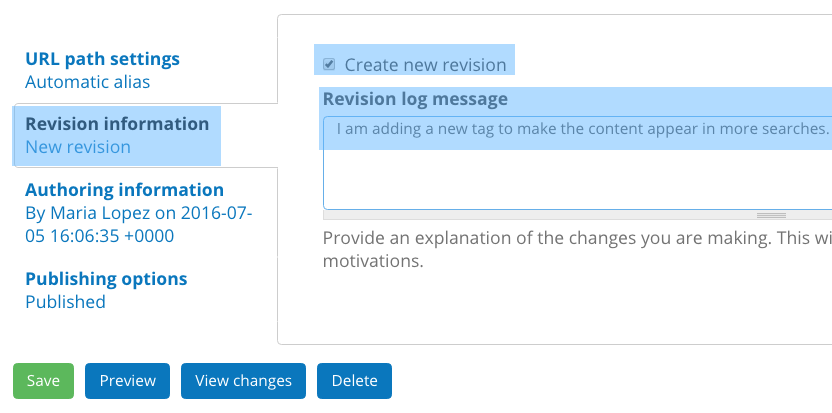 URL path settings
Automatic alias
Revision information
New revision
Authoring information
By Maria Lopez on 2016-07-
05 16:06:35 +0000
Publishing options
Published
Create new revision
Revision log message
I am adding a new tag to make the content appear in more searches.
Provide an explanation of the changes you are making. This wi
motivations.
Save
Preview
View changes
Delete